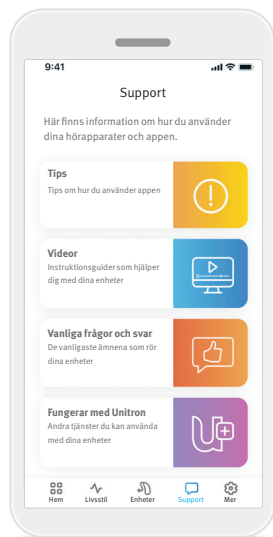 9:41
Support
Här finns information om hur du använder
dina hörapparater och appen.
Tips
Tips om hur du använder appen
Videor
Instruktionsguider som hjälper
dig med dina enheter
Vanliga frågor och svar
De vanligaste ämnena som rör
dina enheter
Fungerar med Unitron
Andra tjänster du kan använda
med dina enheter
Hem Livsstil Enheter Support Mer